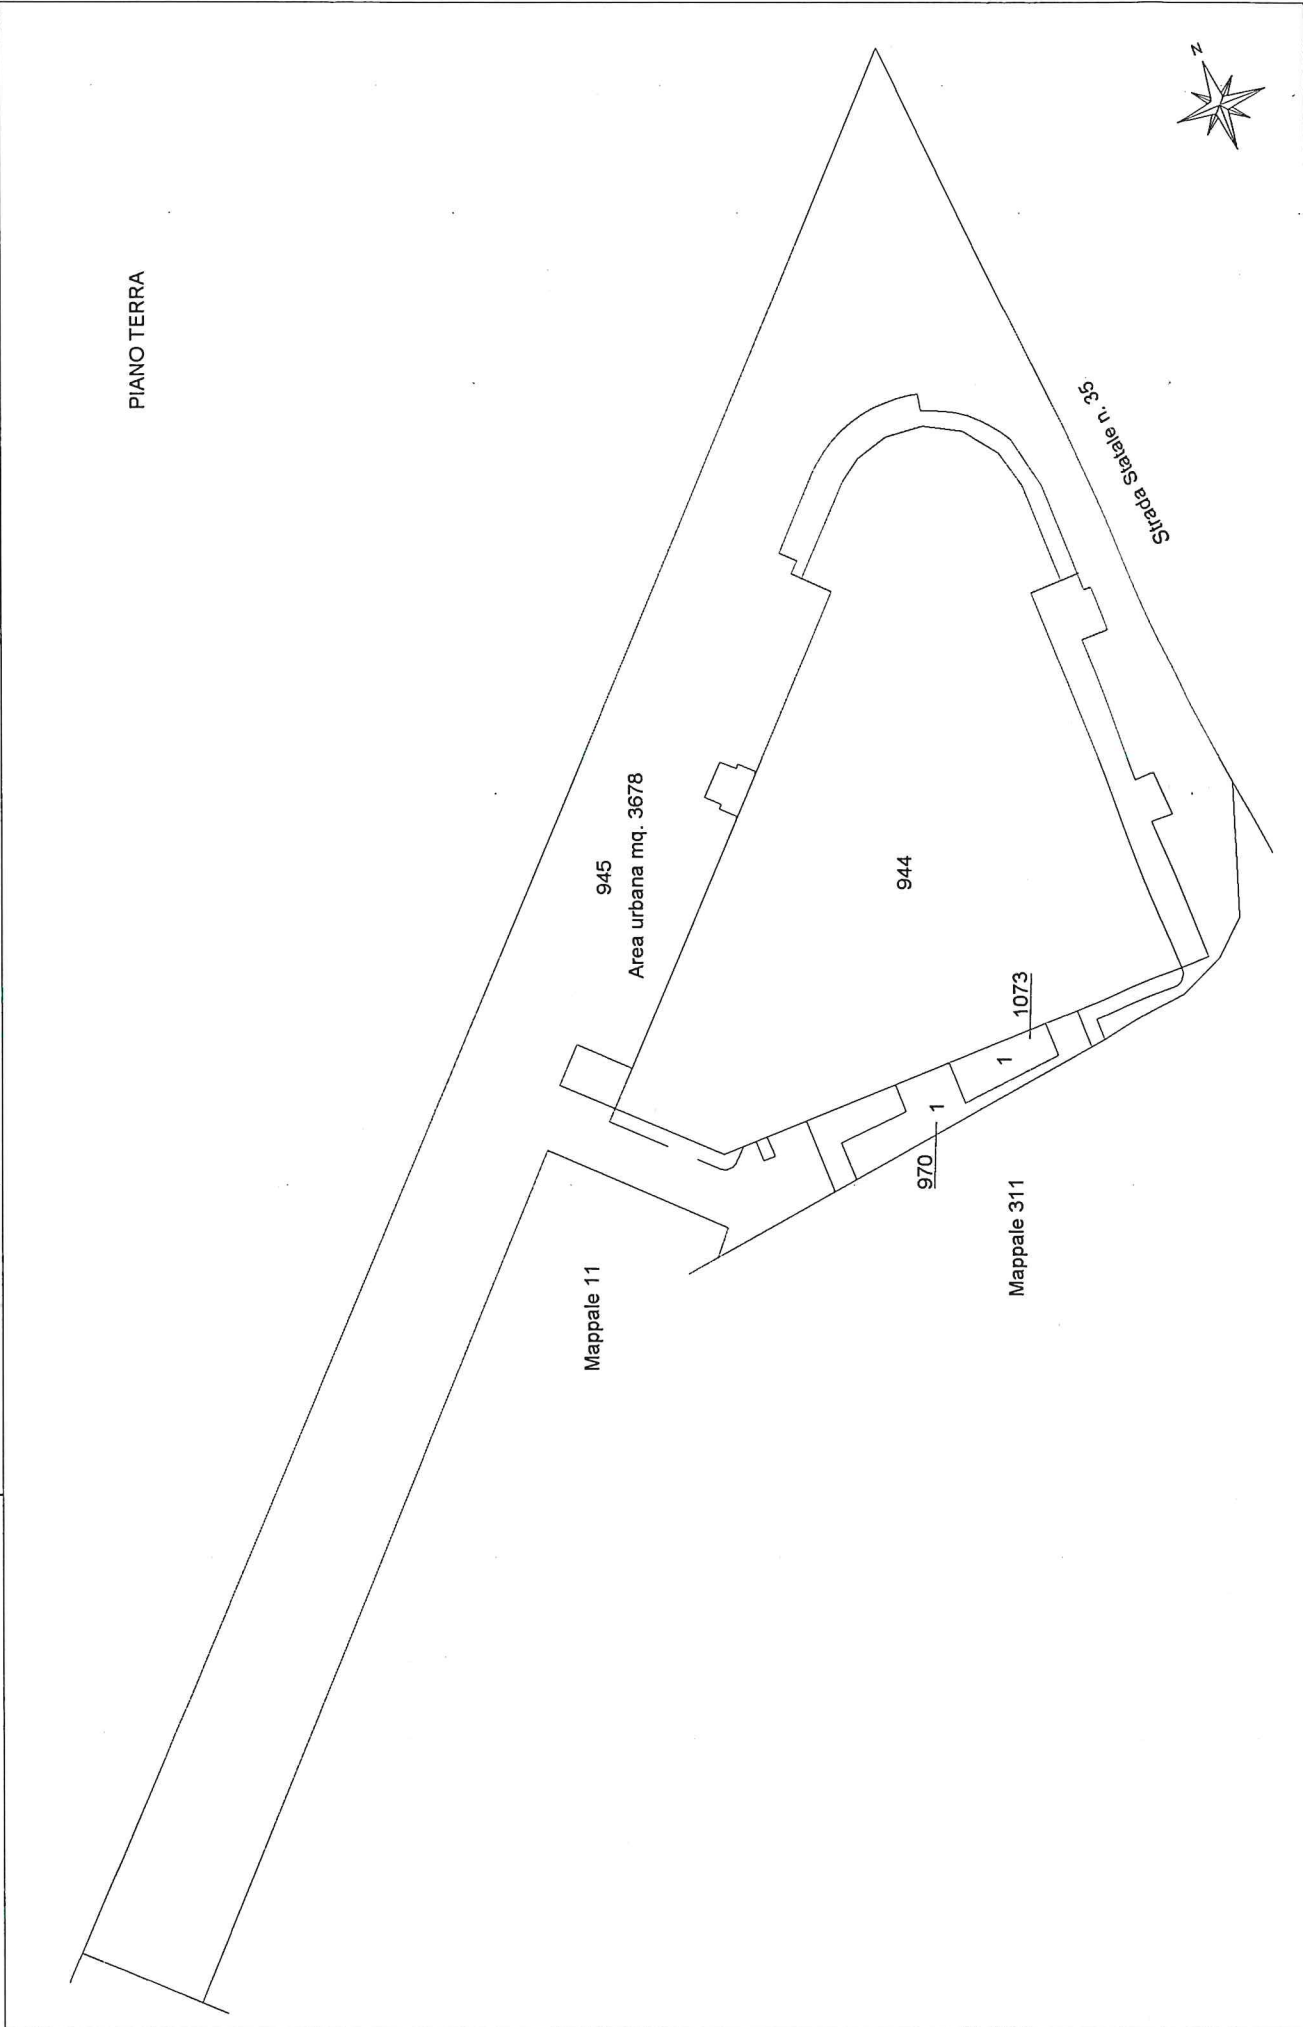 PIANO TERRA
N
Strada Statale n. 35
945
Area urbana mq. 3678
944
1073
1
1
970
Mappale 11
Mappale 311